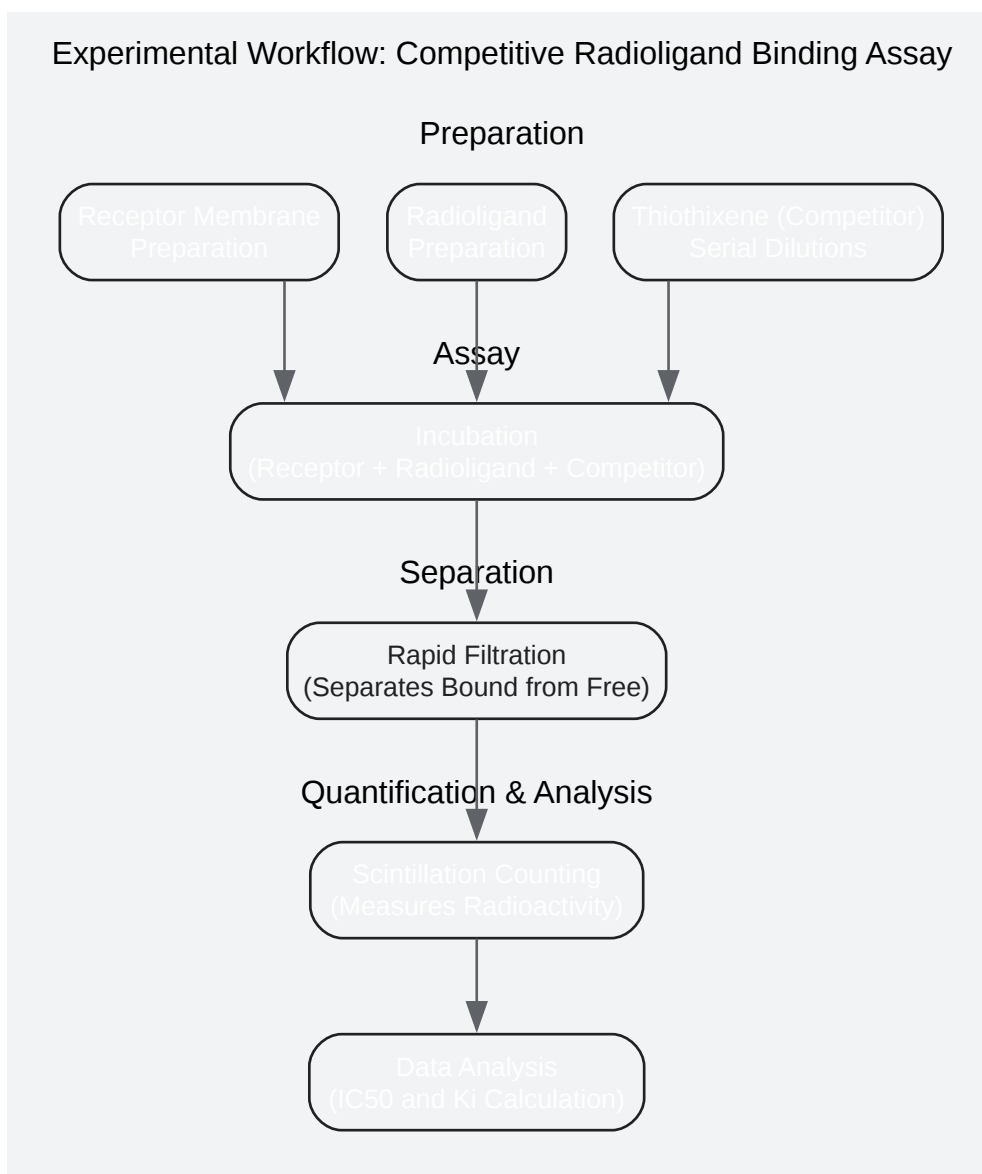 Experimental Workflow: Competitive Radioligand Binding Assay
Preparation
Receptor Membrane
Preparation
Radioligand
Preparation
Thiothixene (Competitor)
Serial Dilutions
Assay
Incubation
(Receptor + Radioligand + Competitor)
Separation
Rapid Filtration
(Separates Bound from Free)
Quantification & Analysis
Scintillation Counting
(Measures Radioactivity)
Data Analysis
(IC50 and Ki Calculation)